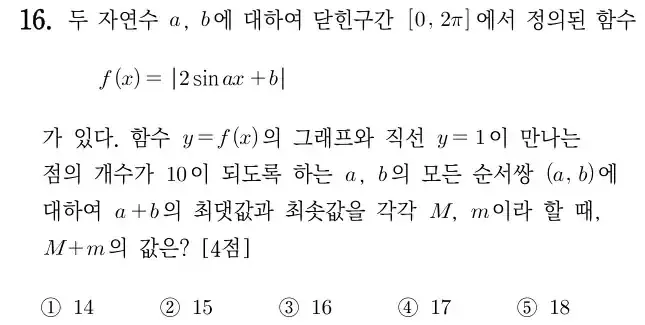 16. 두 자연수 a, b에 대하여 닫힌구간 [0, 2π]에서 정의된 함수
f(x)= |2sinax+b|
가 있다. 함수 y=f(x)의 그래프와 직선 y=1이 만나는
점의 개수가 10이 되도록 하는 a, b의 모든 순서쌍 (a, b)에
대하여 a+b의 최댓값과 최솟값을 각각 M, m이라 할 때,
M+m의 값은? [4점]
① 14 ② 15 ③ 16 ④ 17 ⑤ 18